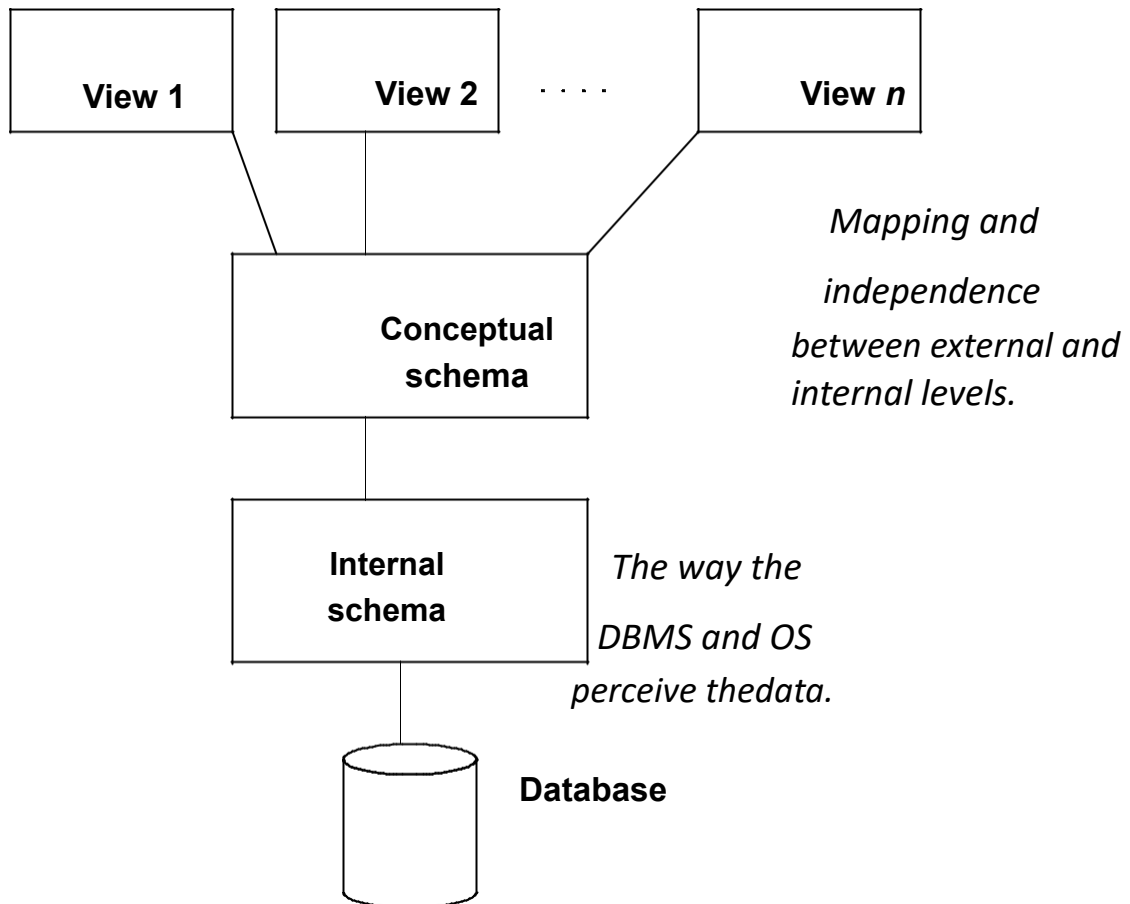 View 1
View 2
. . . .
View n
Mapping and
independence
between external and
internal levels.
Conceptual
schema
Internal
schema
The way the
DBMS and OS
perceive thedata.
Database